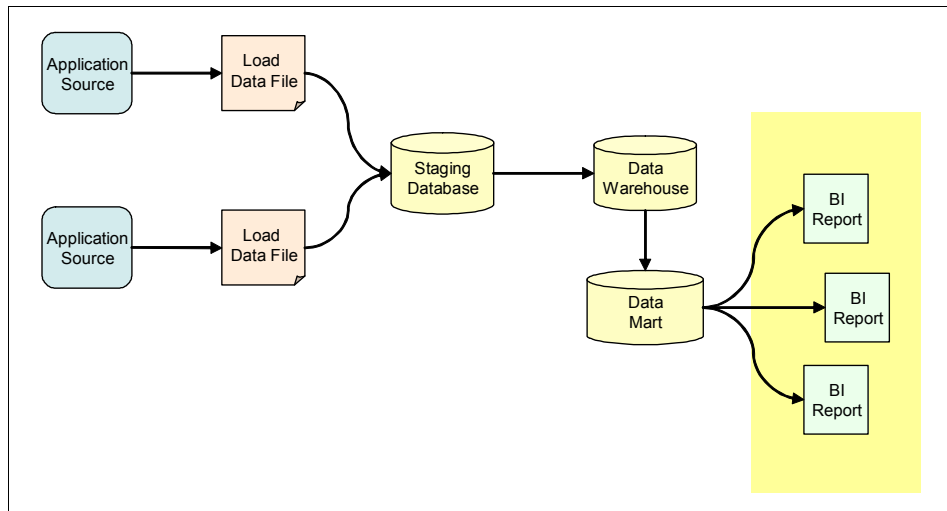 Application
Source
Load
Data File
Application
Source
Load
Data File
Staging
Database
Data
Warehouse
Data
Mart
BI
Report
BI
Report
BI
Report